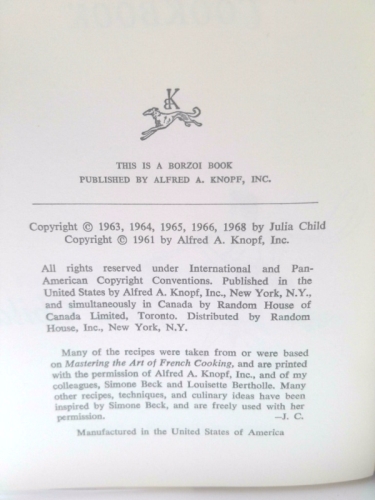 COOKBOOK
K
THIS IS A BORZOI BOOK
PUBLISHED BY ALFRED A. KNOPF, INC.
Copyright © 1963, 1964, 1965, 1966, 1968 by Julia Child
Copyright © 1961 by Alfred A. Knopf, Inc.
All rights reserved under International and Pan-
American Copyright Conventions. Published in the
United States by Alfred A. Knopf, Inc., New York, N.Y.,
and simultaneously in Canada by Random House of
Canada Limited, Toronto. Distributed by Random
House, Inc., New York, N.Y.
Many of the recipes were taken from or were based
on Mastering the Art of French Cooking, and are printed
with the permission of Alfred A. Knopf, Inc., and of my
colleagues, Simone Beck and Louisette Bertholle. Many
other recipes, techniques, and culinary ideas have been
inspired by Simone Beck, and are freely used with her
permission. —J. C.
Manufactured in the United States of America